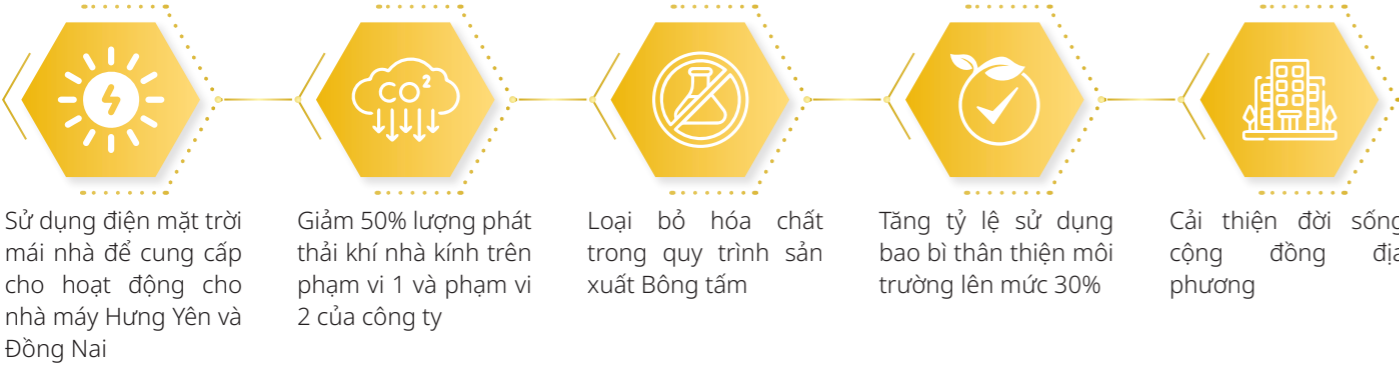 CO²
Sử dụng điện mặt trời
mái nhà để cung cấp
cho hoạt động cho
nhà máy Hưng Yên và
Đồng Nai
Giảm 50% lượng phát
thải khí nhà kính trên
phạm vi 1 và phạm vi
2 của công ty
Loại bỏ hóa chất
trong quy trình sản
xuất Bông tấm
Tăng tỷ lệ sử dụng
bao bì thân thiện môi
trường lên mức 30%
Cải thiện đời sống
cộng đồng địa
phương